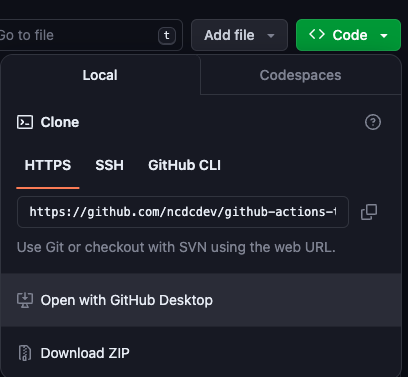 Go to file
t
Add file
<> Code
Local
Codespaces
Clone
HTTPS
SSH
GitHub CLI
https://github.com/ncdcdev/github-actions-
Use Git or checkout with SVN using the web URL.
Open with GitHub Desktop
Download ZIP